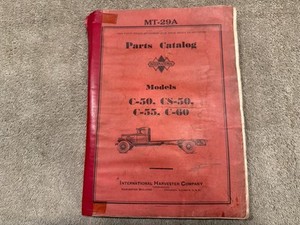 MT-29A
Parts Catalog
Models
C-50, CS-50,
C-55, C-60
INTERNATIONAL HARVESTER COMPANY